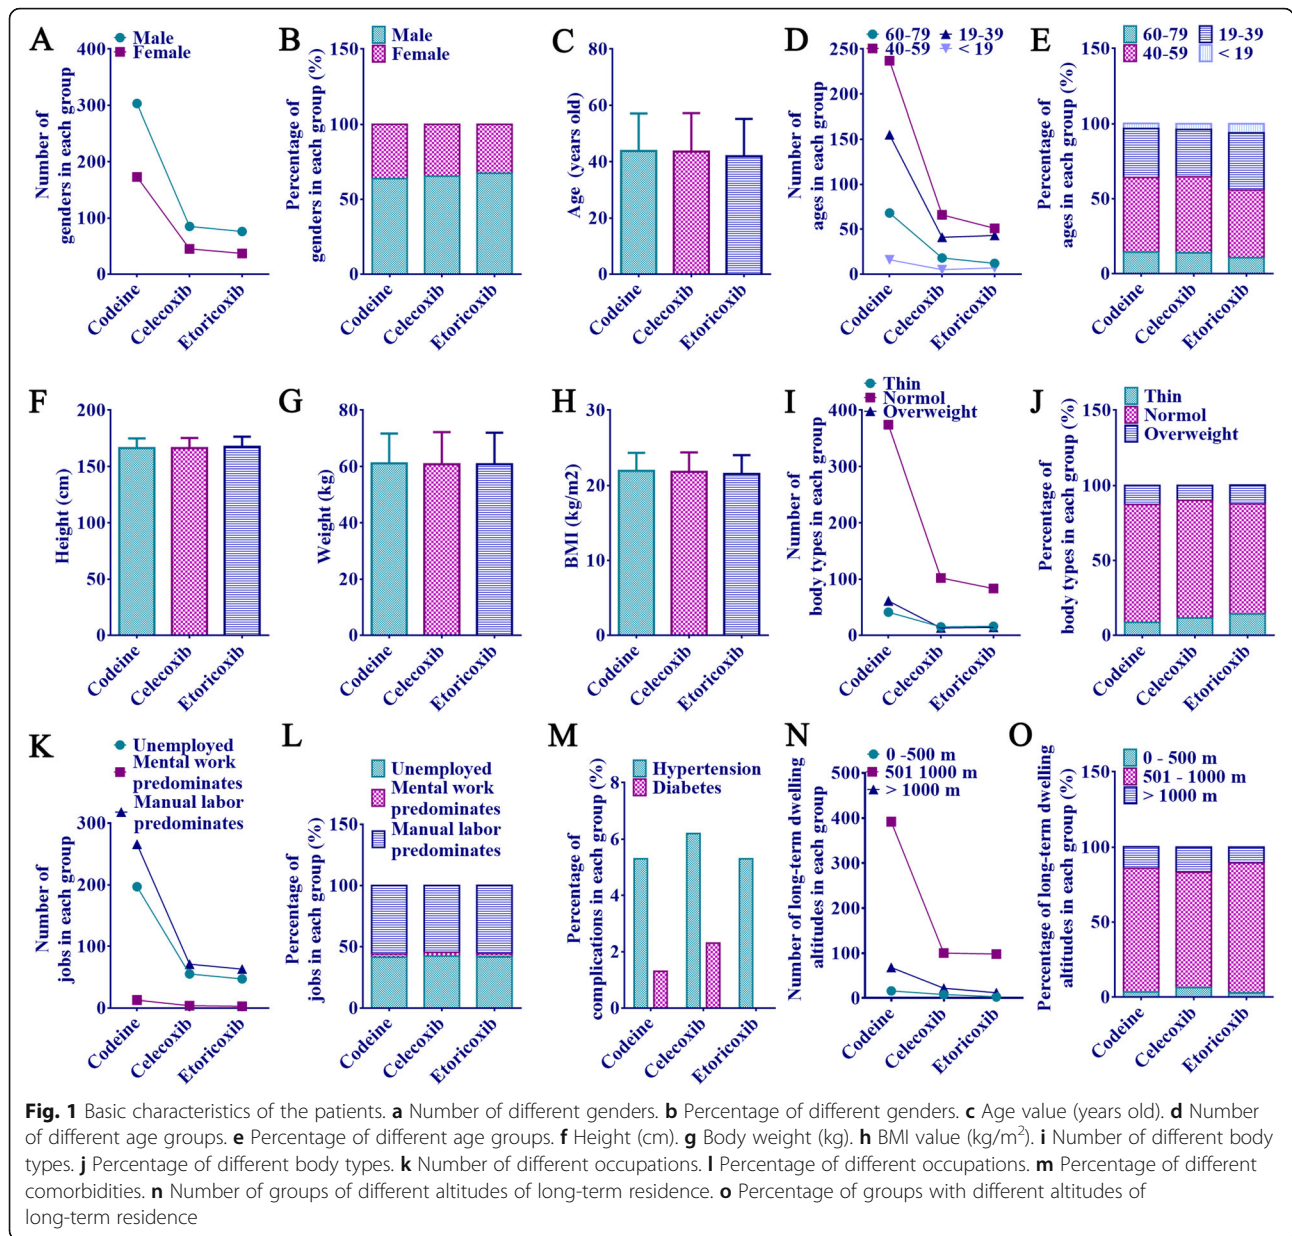 A
Male
Female
Number of
genders in each group
400
300
200
100
0
Codeine
Celecoxib
Etoricoxib
B
Male
Female
Percentage of
genders in each group (%)
150
100
50
0
Codeine
Celecoxib
Etoricoxib
C
Age (years old)
80
60
40
20
0
Codeine
Celecoxib
Etoricoxib
D
60-79
19-39
40-59
< 19
Number of
ages in each group
250
200
150
100
50
0
Codeine
Celecoxib
Etoricoxib
E
60-79
19-39
40-59
< 19
Percentage of
ages in each group (%)
150
100
50
0
Codeine
Celecoxib
Etoricoxib
F
Height (cm)
200
150
100
50
0
Codeine
Celecoxib
Etoricoxib
G
Weight (kg)
80
60
40
20
0
Codeine
Celecoxib
Etoricoxib
H
BMI (kg/m2)
30
20
10
0
Codeine
Celecoxib
Etoricoxib
I
Thin
Normol
Overweight
Number of
body types in each group
400
300
200
100
0
Codeine
Celecoxib
Etoricoxib
J
Thin
Normol
Overweight
Percentage of
body types in each group (%)
150
100
50
0
Codeine
Celecoxib
Etoricoxib
K
Unemployed
Mental work
predominates
Manual labor
predominates
Number of
jobs in each group
300
200
100
0
Codeine
Celecoxib
Etoricoxib
L
Unemployed
Mental work
predominates
Manual labor
predominates
Percentage of
jobs in each group (%)
150
100
50
0
Codeine
Celecoxib
Etoricoxib
M
Hypertension
Diabetes
Percentage of
complications in each group (%)
8
6
4
2
0
Codeine
Celecoxib
Etoricoxib
N
0 -500 m
501 1000 m
> 1000 m
Number of long-term dwelling
altitudes in each group
500
400
300
200
100
0
Codeine
Celecoxib
Etoricoxib
O
0 - 500 m
501 - 1000 m
> 1000 m
Percentage of long-term dwelling
altitudes in each group (%)
150
100
50
0
Codeine
Celecoxib
Etoricoxib
Fig. 1 Basic characteristics of the patients. a Number of different genders. b Percentage of different genders. c Age value (years old). d Number
of different age groups. e Percentage of different age groups. f Height (cm). g Body weight (kg). h BMI value (kg/m²). i Number of different body
types. j Percentage of different body types. k Number of different occupations. l Percentage of different occupations. m Percentage of different
comorbidities. n Number of groups of different altitudes of long-term residence. o Percentage of groups with different altitudes of
long-term residence